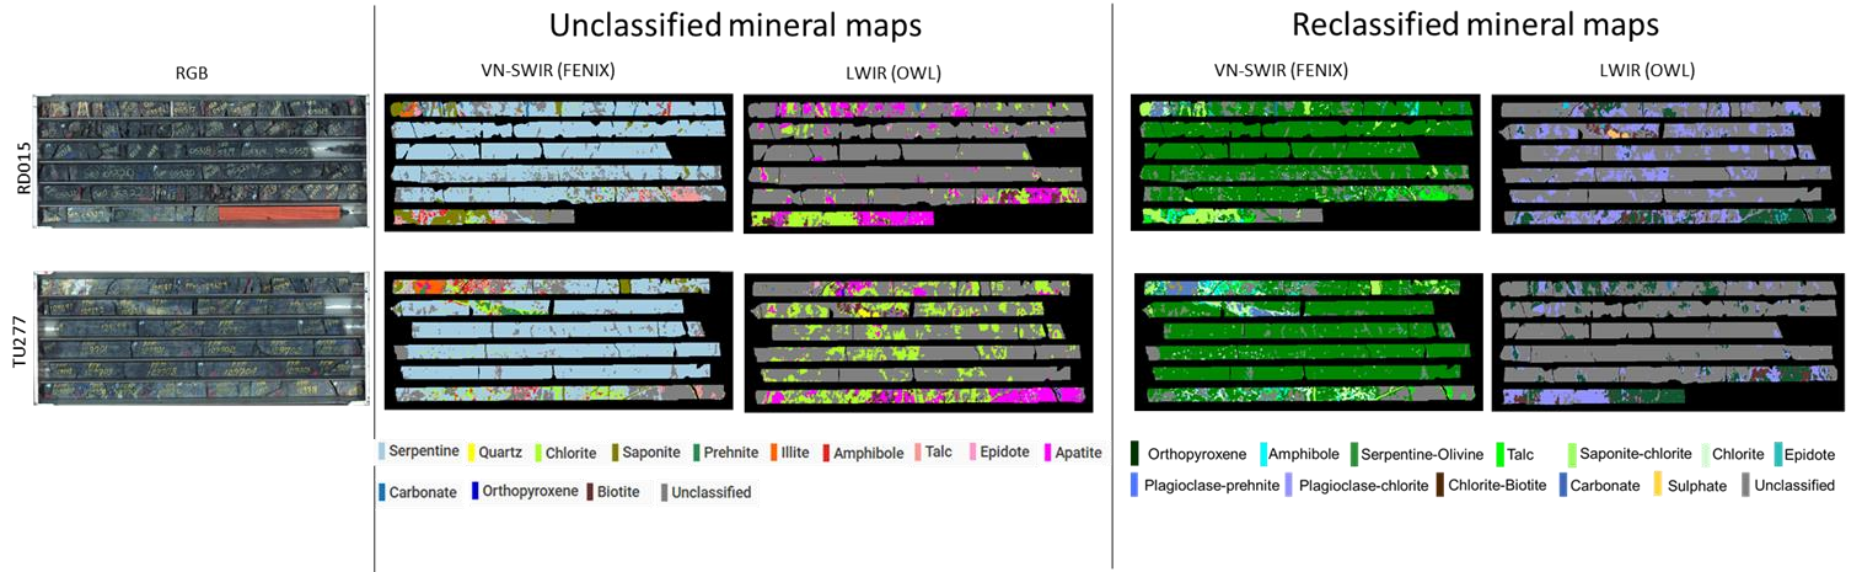 Unclassified mineral maps
Reclassified mineral maps
RGB
VN-SWIR (FENIX)
LWIR (OWL)
VN-SWIR (FENIX)
LWIR (OWL)
RD015
TU277
Serpentine Quartz Chlorite Saponite Prehnite Illite Amphibole Talc Epidote Apatite
Carbonate Orthopyroxene Biotite Unclassified
Orthopyroxene Amphibole Serpentine-Olivine Talc Saponite-chlorite Chlorite Epidote
Plagioclase-prehnite Plagioclase-chlorite Chlorite-Biotite Carbonate Sulphate Unclassified